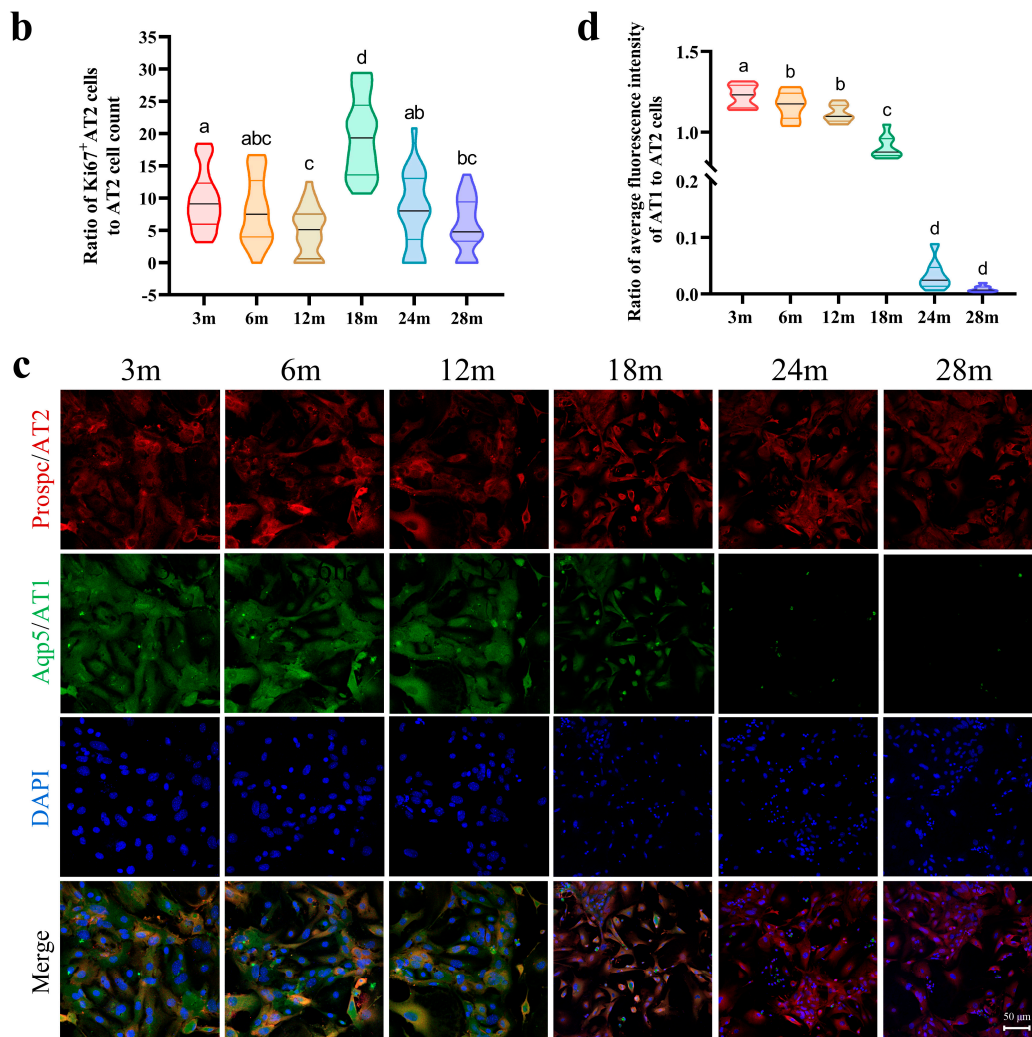 b
Ratio of Ki67+ AT2 cells
to AT2 cell count
35
30
25
20
15
10
5
0
-5
a
abc
c
d
ab
bc
3m
6m
12m
18m
24m
28m
d
Ratio of average fluorescence intensity
of AT1 to AT2 cells
1.5
1.0
0.2
0.1
0.0
a
b
b
c
d
d
3m
6m
12m
18m
24m
28m
c
3m 6m 12m 18m 24m 28m
Prospc/AT2
Aqp5/AT1
DAPI
Merge
50 μm